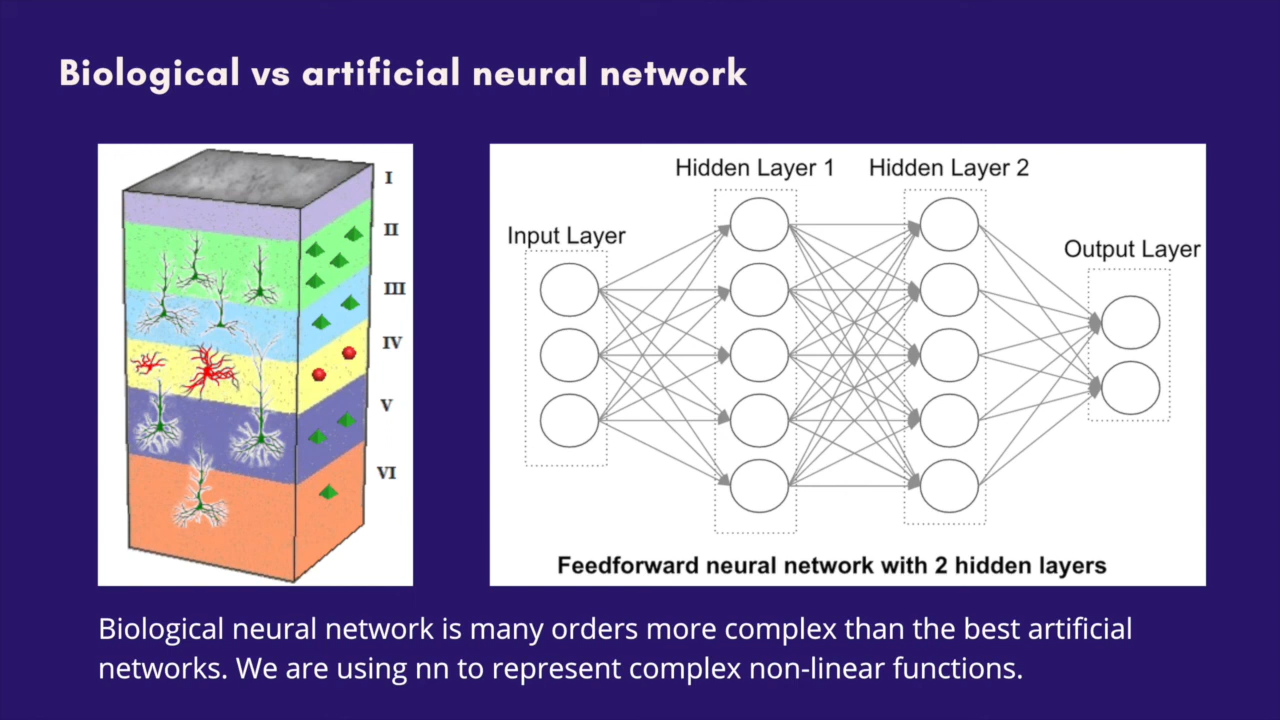 Biological vs artificial neural network
I
II
III
IV
V
VI
Hidden Layer 1
Hidden Layer 2
Input Layer
Output Layer
Feedforward neural network with 2 hidden layers
Biological neural network is many orders more complex than the best artificial
networks. We are using nn to represent complex non-linear functions.